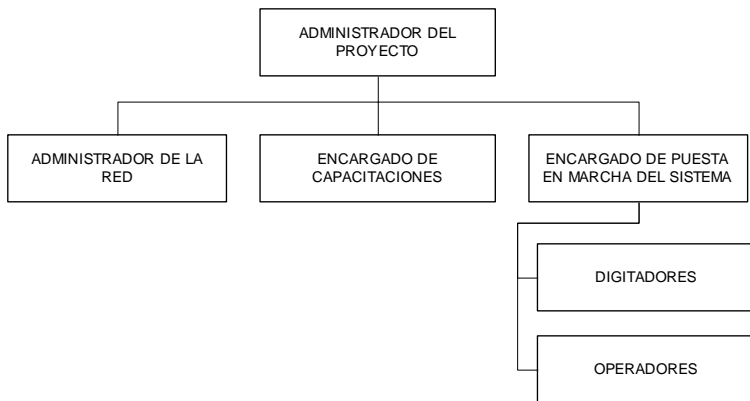 ADMINISTRADOR DEL
PROYECTO
ADMINISTRADOR DE LA
RED
ENCARGADO DE
CAPACITACIONES
ENCARGADO DE PUESTA
EN MARCHA DEL SISTEMA
DIGITADORES
OPERADORES